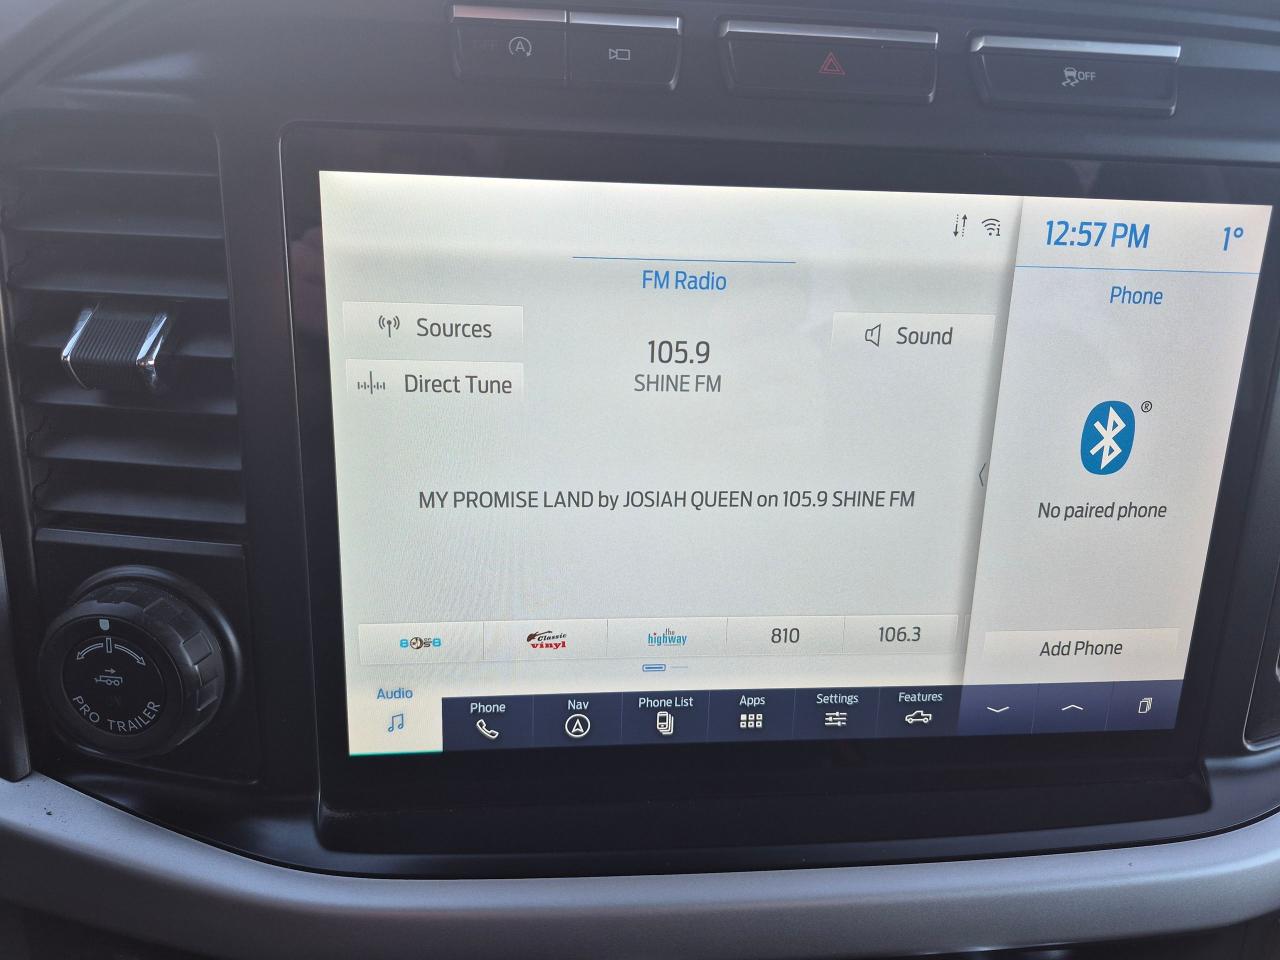 A
OFF
12:57 PM
1°
FM Radio
Phone
Sources
Sound
105.9
SHINE FM
Direct Tune
®
MY PROMISE LAND by JOSIAH QUEEN on 105.9 SHINE FM
No paired phone
Classic
vinyl
the
highway
810
106.3
Add Phone
Audio
Phone
Nav
Phone List
Apps
Settings
Features
PRO TRAILER